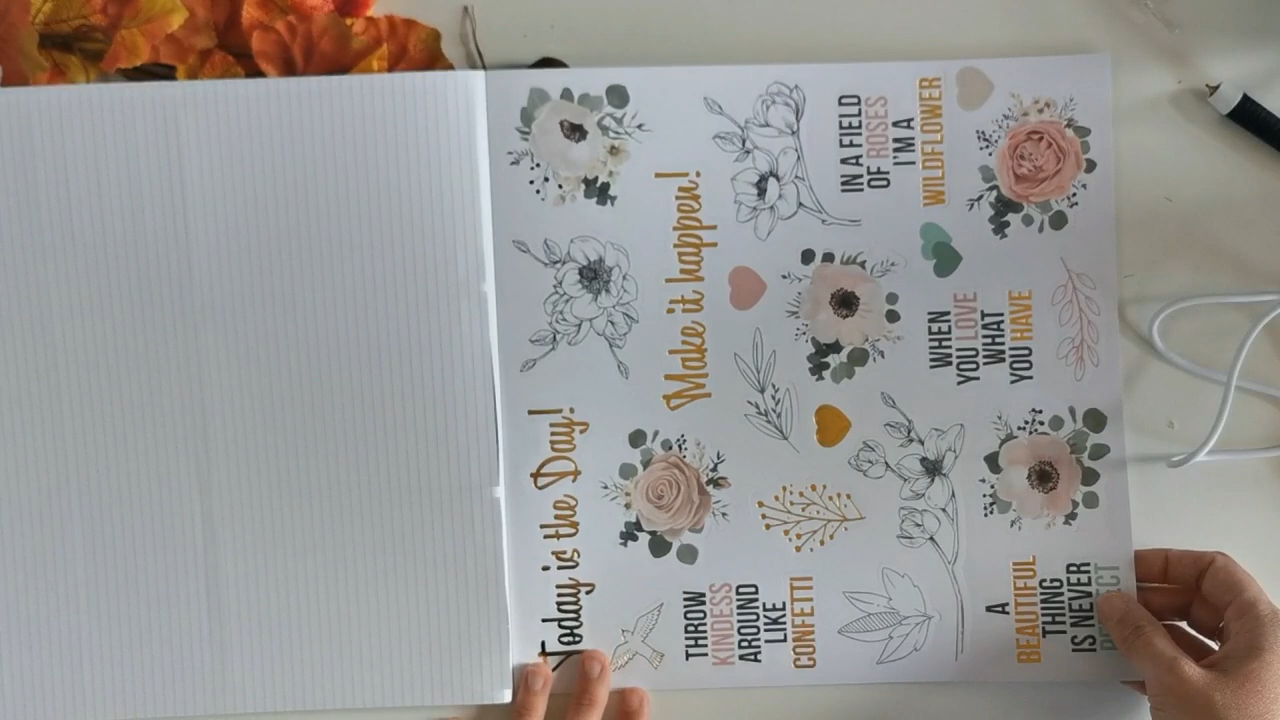 Today is the Day!
Make it happen!
IN A FIELD
OF ROSES
I'M A
WILDFLOWER
WHEN
YOU LOVE
WHAT
YOU HAVE
THROW
KINDESS
AROUND
LIKE
CONFETTI
A
BEAUTIFUL
THING
IS NEVER